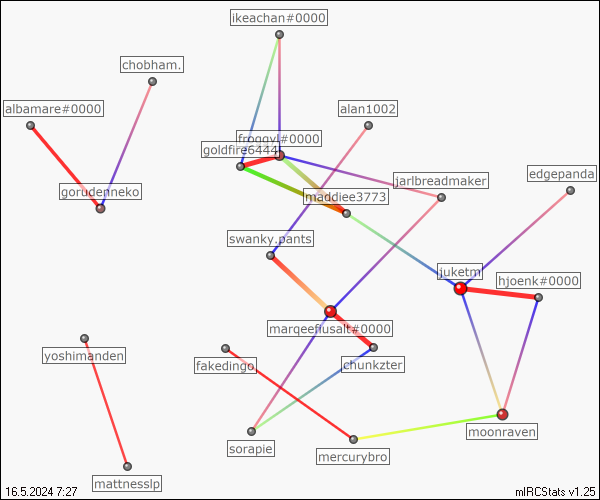 ikeachan#0000
chobham.
albamare#0000
alan1002
froggyl#0000
goldfire6444
edgepanda
jarlbreadmaker
gorudenneko
maddiee3773
swanky.pants
juketm
hjoenk#0000
margeefiusalt#0000
yoshimanden
fakedingo
chunkzter
moonraven
sorapie
mercurybro
mattnesslp
16.5.2024 7:27
mIRCStats v1.25